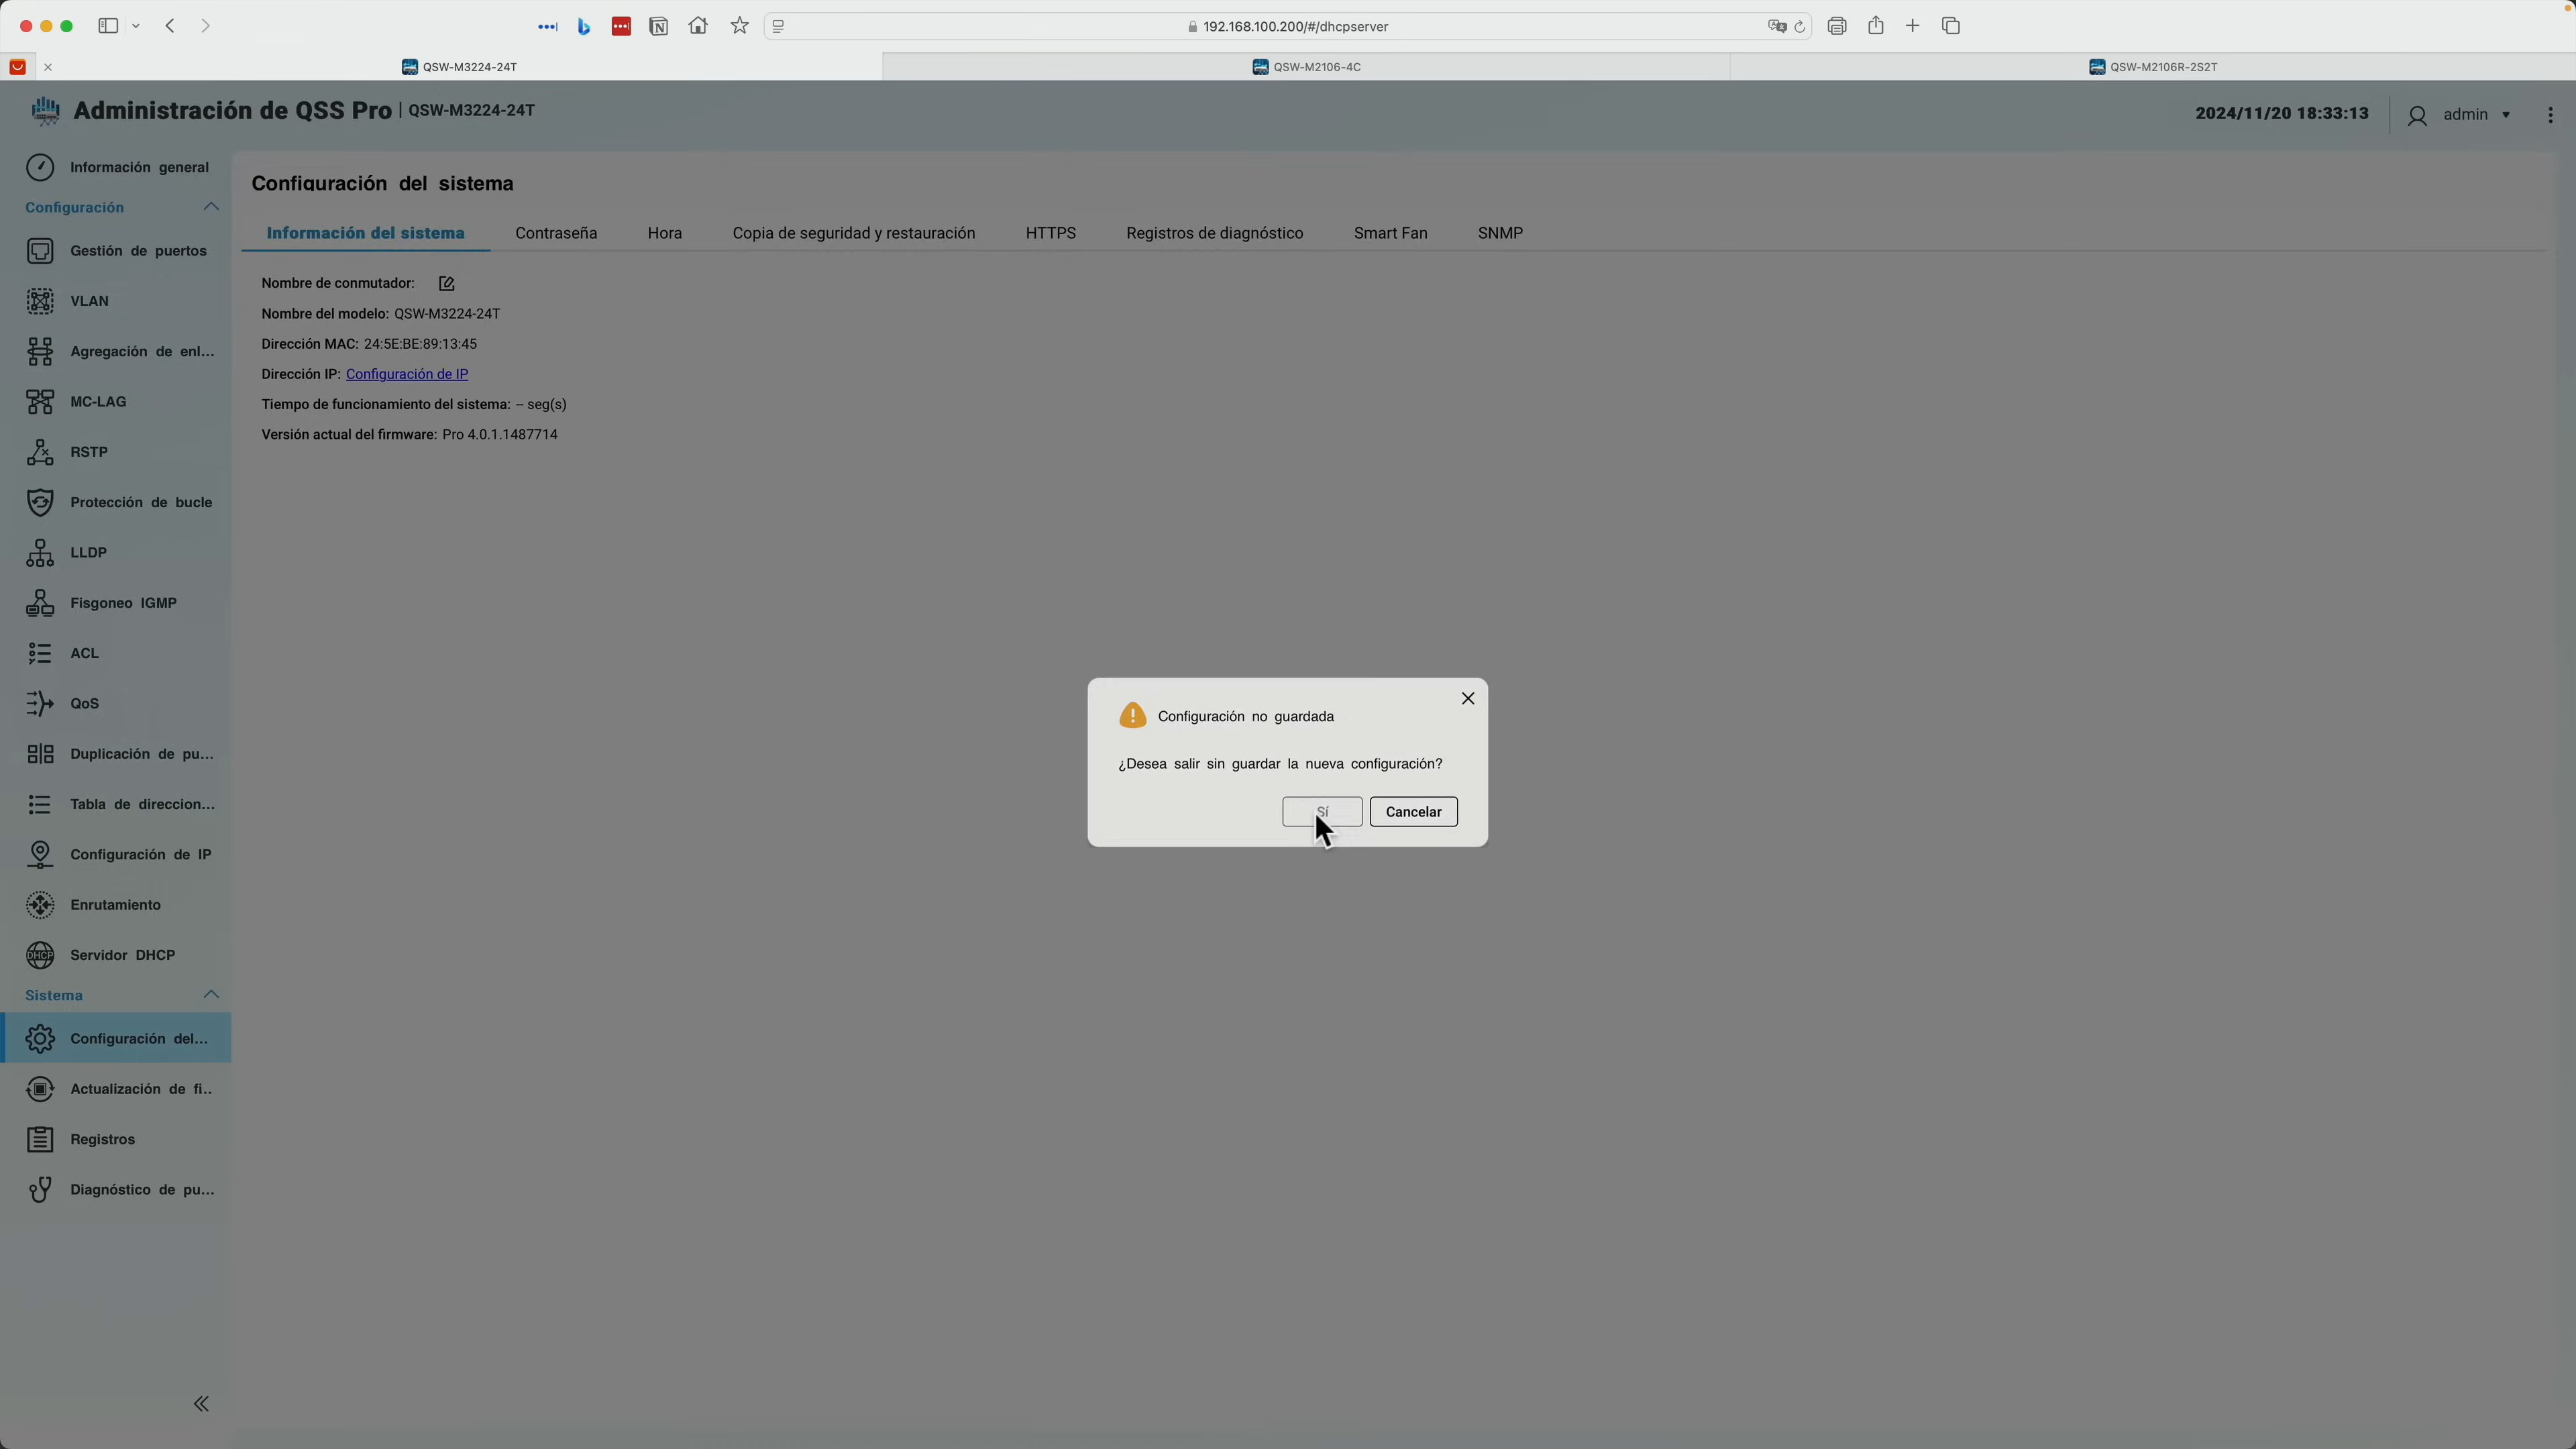 192.168.100.200/#/dhcpserver
QSW-M3224-24T
QSW-M2106-4C
QSW-M2106R-2S2T
Administración de QSS Pro | QSW-M3224-24T
2024/11/20 18:33:13
admin
Información general
Configuración
Gestión de puertos
VLAN
Agregación de enl...
MC-LAG
RSTP
Protección de bucle
LLDP
Fisgoneo IGMP
ACL
QoS
Duplicación de pu...
Tabla de direccion...
Configuración de IP
Enrutamiento
Servidor DHCP
Sistema
Configuración del...
Actualización de fi..
Registros
Diagnóstico de pu...
Configuración del sistema
Información del sistema
Contraseña
Hora
Copia de seguridad y restauración
HTTPS
Registros de diagnóstico
Smart Fan
SNMP
Nombre de conmutador:
Nombre del modelo: QSW-M3224-24T
Dirección MAC: 24:5E:BE:89:13:45
Dirección IP: Configuración de IP
Tiempo de funcionamiento del sistema: -- seg(s)
Versión actual del firmware: Pro 4.0.1.1487714
Configuración no guardada
¿Desea salir sin guardar la nueva configuración?
Sí
Cancelar